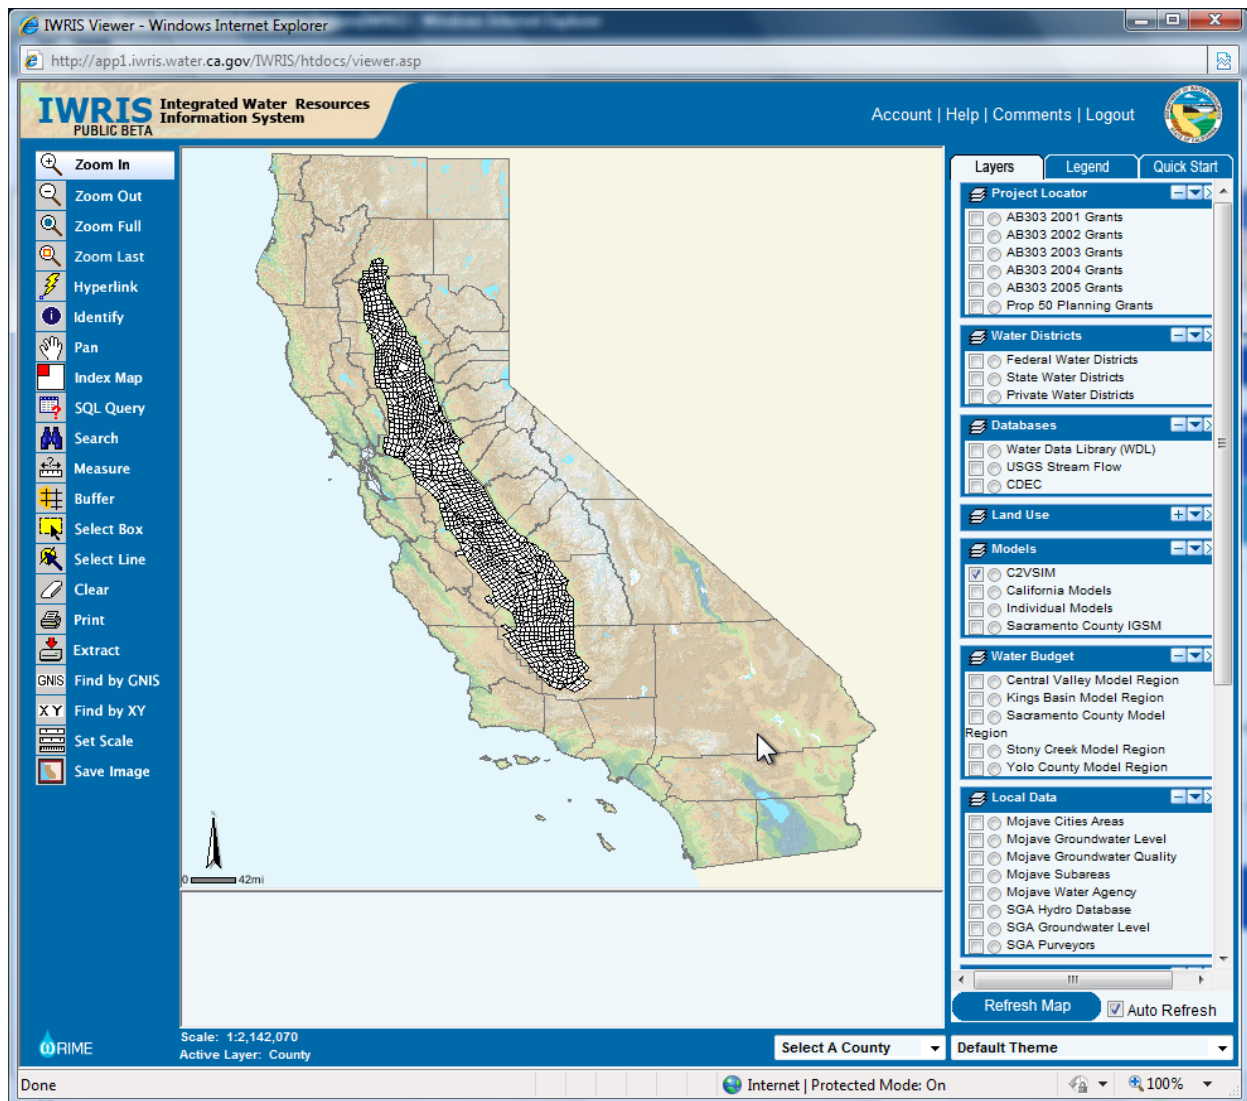 IWRIS Viewer - Windows Internet Explorer
http://app1.iwris.water.ca.gov/IWRIS/htdocs/viewer.asp
IWRIS Integrated Water Resources
Information System
PUBLIC BETA
Account | Help | Comments | Logout
Zoom In
Zoom Out
Zoom Full
Zoom Last
Hyperlink
Identify
Pan
Index Map
SQL Query
Search
Measure
Buffer
Select Box
Select Line
Clear
Print
Extract
GNIS Find by GNIS
X Y Find by XY
Set Scale
Save Image
N
0 42mi
Layers Legend Quick Start
Project Locator
AB303 2001 Grants
AB303 2002 Grants
AB303 2003 Grants
AB303 2004 Grants
AB303 2005 Grants
Prop 50 Planning Grants
Water Districts
Federal Water Districts
State Water Districts
Private Water Districts
Databases
Water Data Library (WDL)
USGS Stream Flow
CDEC
Land Use
Models
C2VSIM
California Models
Individual Models
Sacramento County IGSM
Water Budget
Central Valley Model Region
Kings Basin Model Region
Sacramento County Model
Region
Stony Creek Model Region
Yolo County Model Region
Local Data
Mojave Cities Areas
Mojave Groundwater Level
Mojave Groundwater Quality
Mojave Subareas
Mojave Water Agency
SGA Hydro Database
SGA Groundwater Level
SGA Purveyors
Refresh Map Auto Refresh
WRIME
Scale: 1:2,142,070
Active Layer: County
Select A County
Default Theme
Done
Internet | Protected Mode: On
100%